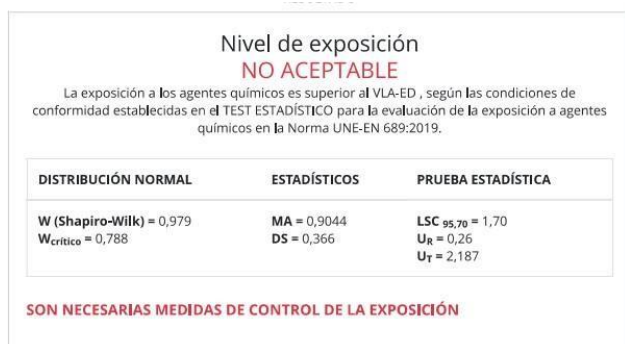 Nivel de exposición
NO ACEPTABLE
La exposición a los agentes químicos es superior al VLA-ED , según las condiciones de
conformidad establecidas en el TEST ESTADÍSTICO para la evaluación de la exposición a agentes
químicos en la Norma UNE-EN 689:2019.
DISTRIBUCIÓN NORMAL ESTADÍSTICOS PRUEBA ESTADÍSTICA
W (Shapiro-Wilk) = 0,979 MA = 0,9044 LSC 95,70 = 1,70
Wcrítico = 0,788 DS = 0,366 UR = 0,26
UT = 2,187
SON NECESARIAS MEDIDAS DE CONTROL DE LA EXPOSICIÓN